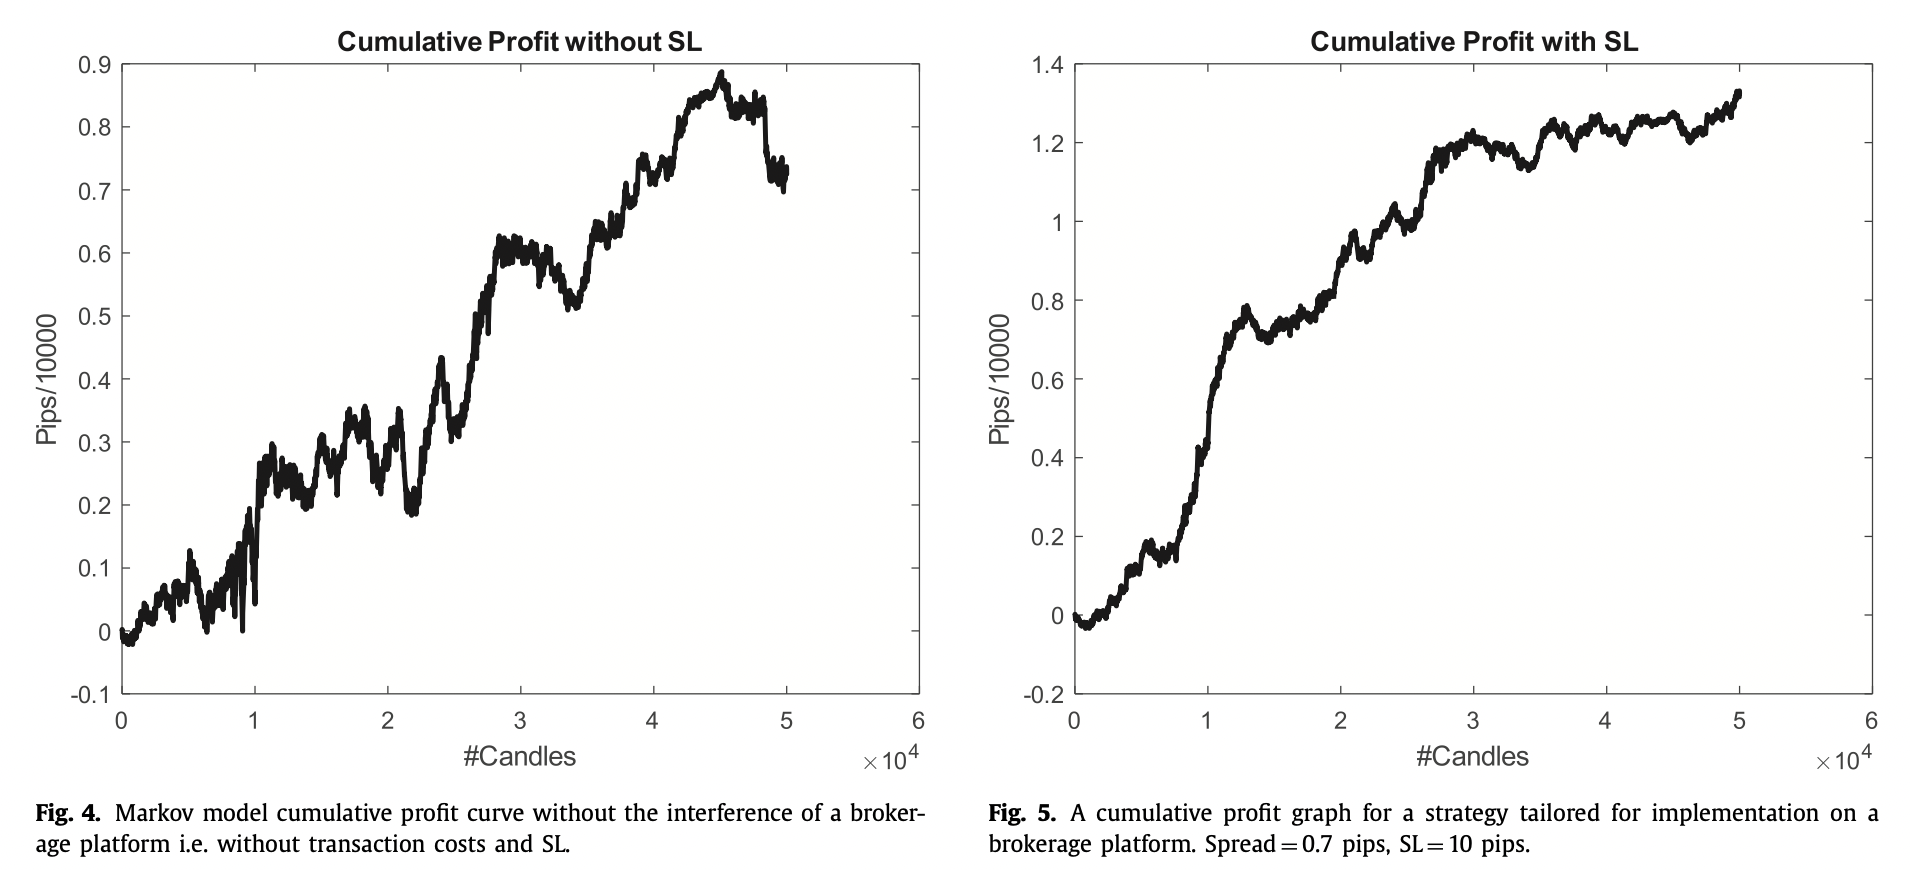 Cumulative Profit without SL
0.9
0.8
0.7
0.6
0.5
0.4
0.3
0.2
0.1
0
-0.1
Pips/10000
0 1 2 3 4 5 6
#Candles
×10^4
Fig. 4. Markov model cumulative profit curve without the interference of a broker-
age platform i.e. without transaction costs and SL.
Cumulative Profit with SL
1.4
1.2
1
0.8
0.6
0.4
0.2
0
-0.2
Pips/10000
0 1 2 3 4 5 6
#Candles
×10^4
Fig. 5. A cumulative profit graph for a strategy tailored for implementation on a
brokerage platform. Spread = 0.7 pips, SL = 10 pips.